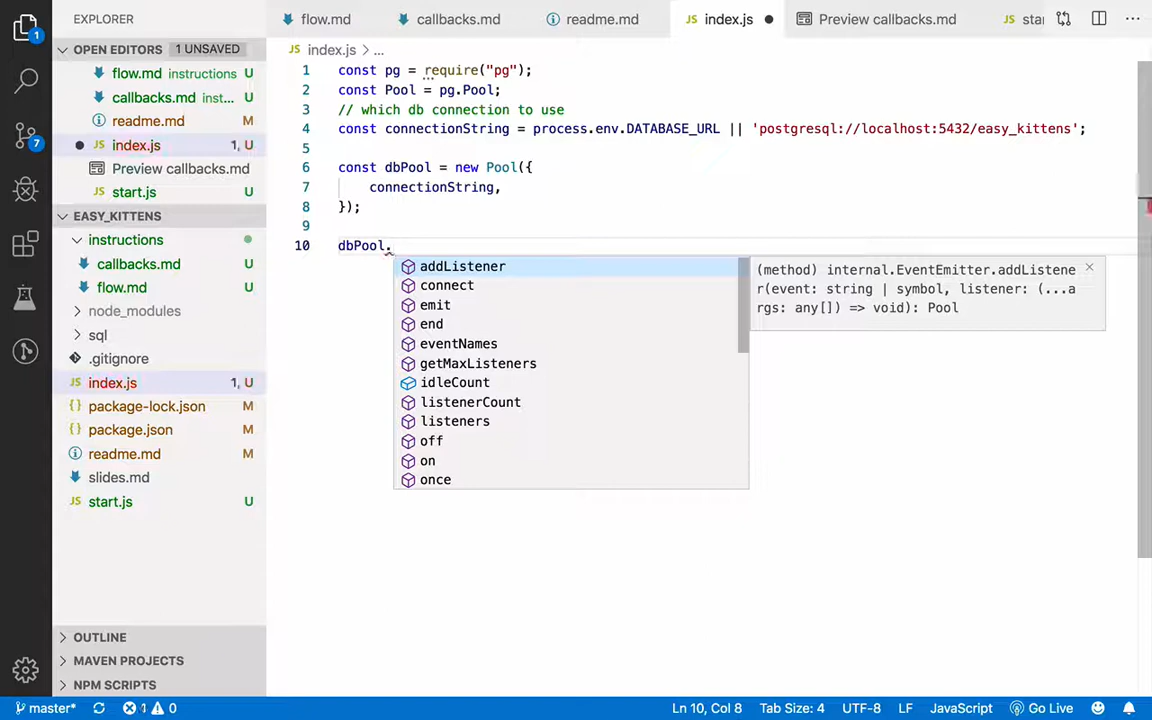 EXPLORER
OPEN EDITORS 1 UNSAVED
flow.md instructions U
callbacks.md inst... U
readme.md M
index.js 1, U
Preview callbacks.md
start.js U
EASY_KITTENS
instructions
callbacks.md U
flow.md U
node_modules
sql
.gitignore
index.js 1, U
package-lock.json M
package.json M
readme.md M
slides.md
start.js U
OUTLINE
MAVEN PROJECTS
NPM SCRIPTS
1
7
flow.md callbacks.md readme.md index.js Preview callbacks.md sta
index.js > ...
1 const pg = require("pg");
2 const Pool = pg.Pool;
3 // which db connection to use
4 const connectionString = process.env.DATABASE_URL || 'postgresql://localhost:5432/easy_kittens';
5
6 const dbPool = new Pool({
7 connectionString,
8 });
9
10 dbPool.
addListener
connect
emit
end
eventNames
getMaxListeners
idleCount
listenerCount
listeners
off
on
once
(method) internal.EventEmitter.addListene
r(event: string | symbol, listener: (...a
rgs: any[]) => void): Pool
master* 1 0 Ln 10, Col 8 Tab Size: 4 UTF-8 LF JavaScript Go Live